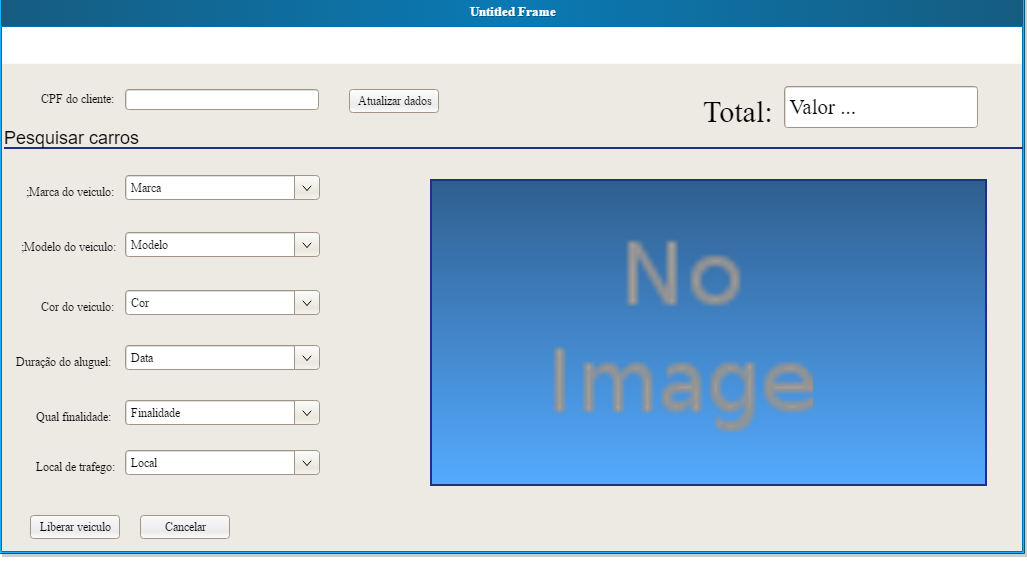 Untitled Frame
CPF do cliente:
Atualizar dados
Total:
Valor ...
Pesquisar carros
;Marca do veiculo:
Marca
;Modelo do veiculo:
Modelo
Cor do veiculo:
Cor
Duração do aluguel:
Data
Qual finalidade:
Finalidade
Local de trafego:
Local
No
Image
Liberar veiculo
Cancelar